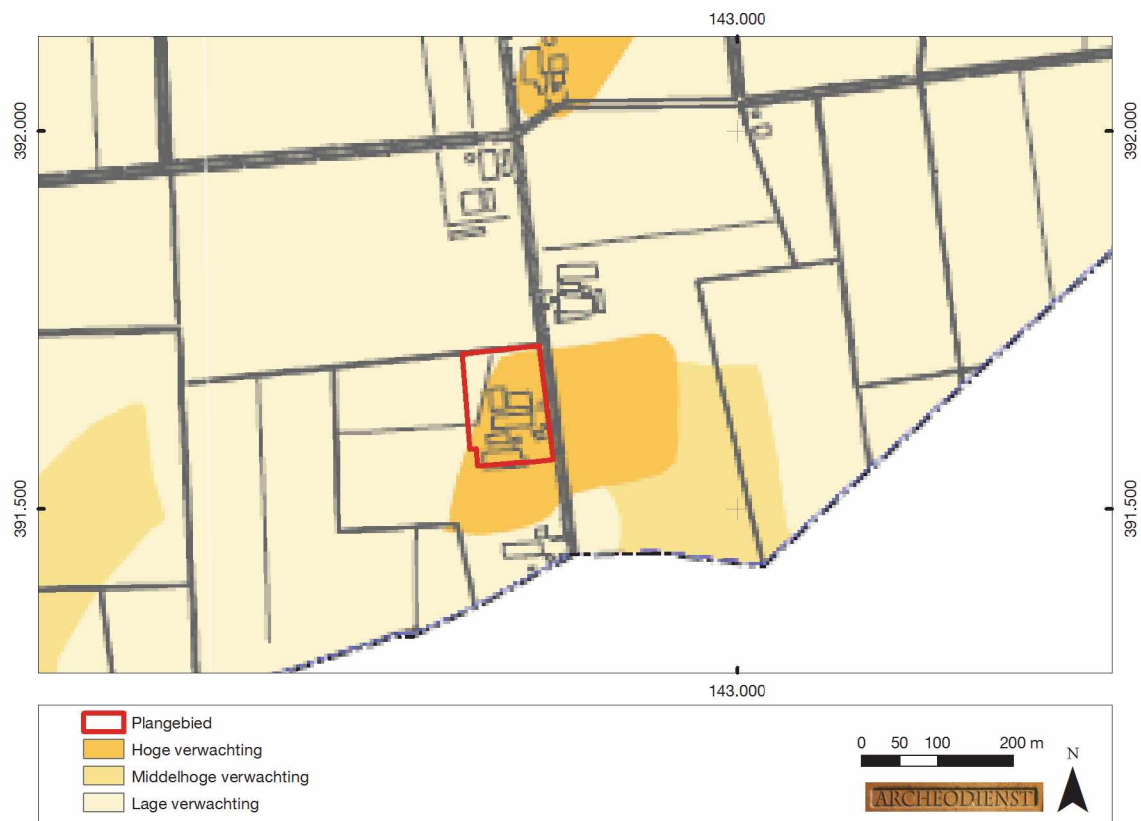 143.000
392.000
392.000
391.500
391.500
143.000
Plangebied
Hoge verwachting
Middelhoge verwachting
Lage verwachting
0 50 100 200 m
N
ARCHEODIENST